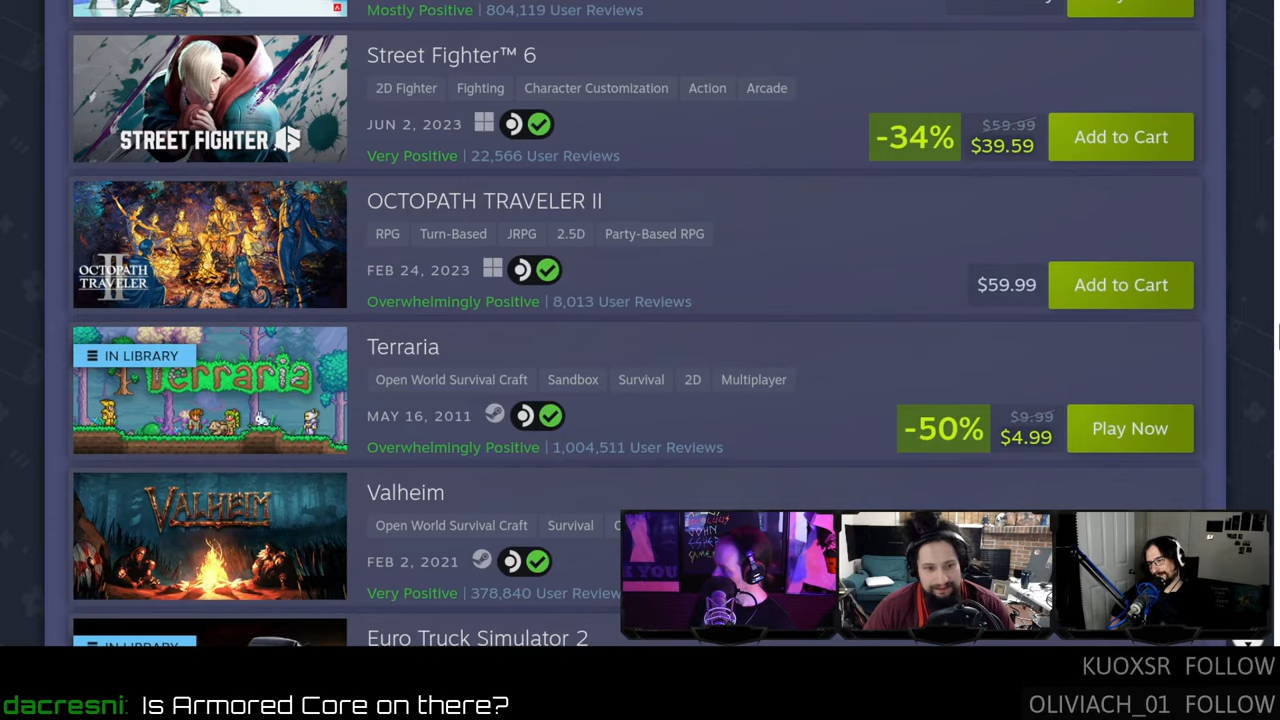 Mostly Positive | 804,119 User Reviews
STREET FIGHTER 6
Street Fighter™ 6
2D Fighter Fighting Character Customization Action Arcade
JUN 2, 2023
Very Positive | 22,566 User Reviews
-34% $59.99 $39.59 Add to Cart
OCTOPATH TRAVELER II
OCTOPATH TRAVELER II
RPG Turn-Based JRPG 2.5D Party-Based RPG
FEB 24, 2023
Overwhelmingly Positive | 8,013 User Reviews
$59.99 Add to Cart
IN LIBRARY
Terraria
Terraria
Open World Survival Craft Sandbox Survival 2D Multiplayer
MAY 16, 2011
Overwhelmingly Positive | 1,004,511 User Reviews
-50% $9.99 $4.99 Play Now
VALHEIM
Valheim
Open World Survival Craft Survival
FEB 2, 2021
Very Positive | 378,840 User Review
IN LIBRARY
Euro Truck Simulator 2
KUOXSR FOLLOW
OLIVIACH_01 FOLLOW
dacresni: Is Armored Core on there?